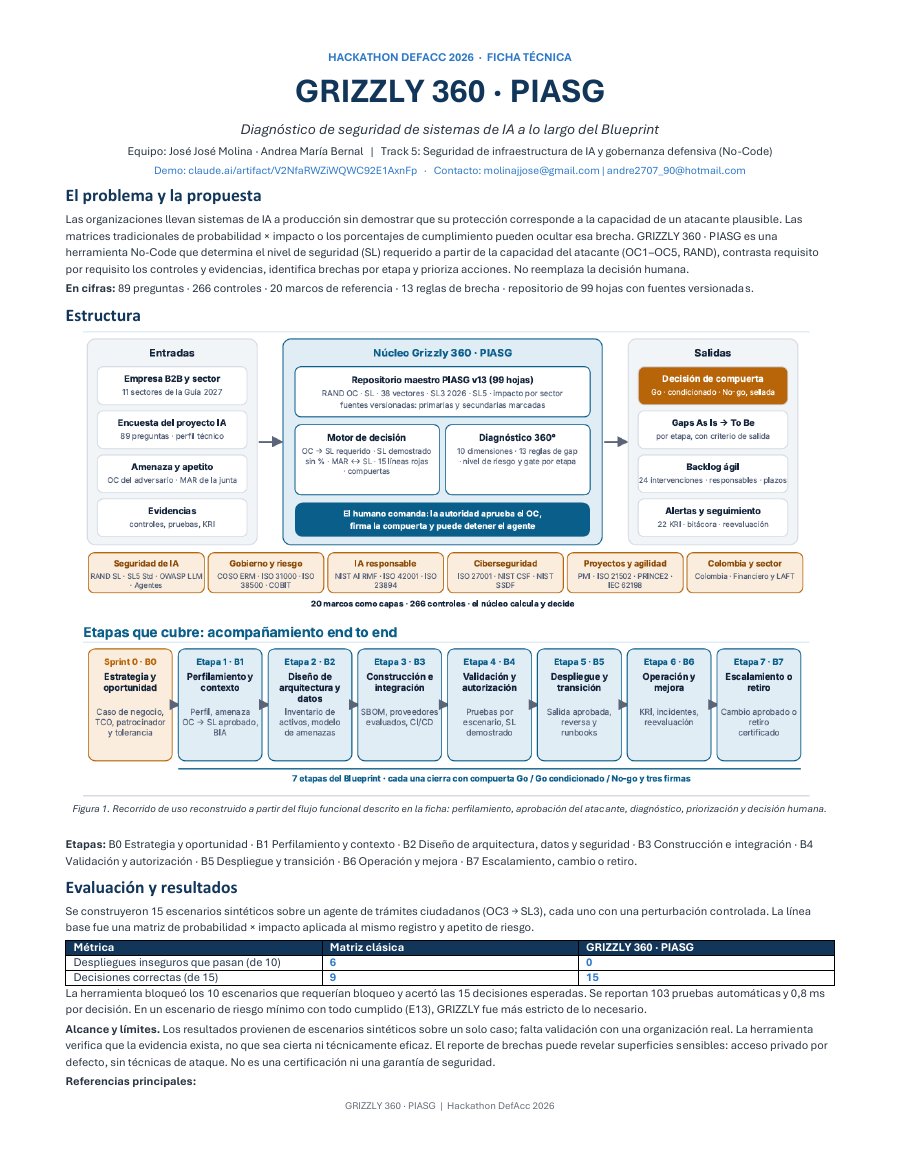 HACKATHON DEFACC 2026 · FICHA TÉCNICA
GRIZZLY 360 · PIASG
Diagnóstico de seguridad de sistemas de IA a lo largo del Blueprint
Equipo: José José Molina · Andrea María Bernal | Track 5: Seguridad de infraestructura de IA y gobernanza defensiva (No-Code)
Demo: claude.ai/artifact/V2NfaRWZiWQWC92E1AxnFp · Contacto: molinajjose@gmail.com | andre2707_90@hotmail.com
El problema y la propuesta
Las organizaciones llevan sistemas de IA a producción sin demostrar que su protección corresponde a la capacidad de un atacante plausible. Las
matrices tradicionales de probabilidad × impacto o los porcentajes de cumplimiento pueden ocultar esa brecha. GRIZZLY 360 · PIASG es una
herramienta No-Code que determina el nivel de seguridad (SL) requerido a partir de la capacidad del atacante (OC1–OC5, RAND), contrasta requisito
por requisito los controles y evidencias, identifica brechas por etapa y prioriza acciones. No reemplaza la decisión humana.
En cifras: 89 preguntas · 266 controles · 20 marcos de referencia · 13 reglas de brecha · repositorio de 99 hojas con fuentes versionadas.
Estructura
Entradas
Empresa B2B y sector
11 sectores de la Guía 2027
Encuesta del proyecto IA
89 preguntas · perfil técnico
Amenaza y apetito
OC del adversario · MAR de la junta
Evidencias
controles, pruebas, KRI
Núcleo Grizzly 360 · PIASG
Repositorio maestro PIASG v13 (99 hojas)
RAND OC · SL · 38 vectores · SL3 2026 · SL5 · impacto por sector
fuentes versionadas: primarias y secundarias marcadas
Motor de decisión
OC → SL requerido · SL demostrado
sin % · MAR ↔ SL · 15 líneas rojas
· compuertas
Diagnóstico 360°
10 dimensiones · 13 reglas de gap
· nivel de riesgo y gate por etapa
El humano comanda: la autoridad aprueba el OC,
firma la compuerta y puede detener el agente
Salidas
Decisión de compuerta
Go · condicionado · No-go, sellada
Gaps As Is → To Be
por etapa, con criterio de salida
Backlog ágil
24 intervenciones · responsables · plazos
Alertas y seguimiento
22 KRI · bitácora · reevaluación
Seguridad de IA
RAND SL · SL5 Std · OWASP LLM
· Agentes
Gobierno y riesgo
COSO ERM · ISO 31000 · ISO
38500 · COBIT
IA responsable
NIST AI RMF · ISO 42001 · ISO
23894
Ciberseguridad
ISO 27001 · NIST CSF · NIST
SSDF
Proyectos y agilidad
PMI · ISO 21502 · PRINCE2 ·
IEC 62198
Colombia y sector
Colombia · Financiero y LAFT
20 marcos como capas · 266 controles · el núcleo calcula y decide
Etapas que cubre: acompañamiento end to end
Sprint 0 · B0
Estrategia y
oportunidad
Caso de negocio,
TCO, patrocinador
y tolerancia
Etapa 1 · B1
Perfilamiento y
contexto
Perfil, amenaza
OC → SL aprobado,
BIA
Etapa 2 · B2
Diseño de
arquitectura y
datos
Inventario de
activos, modelo
de amenazas
Etapa 3 · B3
Construcción e
integración
SBOM, proveedores
evaluados, CI/CD
Etapa 4 · B4
Validación y
autorización
Pruebas por
escenario, SL
demostrado
Etapa 5 · B5
Despliegue y
transición
Salida aprobada,
reversa y
runbooks
Etapa 6 · B6
Operación y
mejora
KRI, incidentes,
reevaluación
Etapa 7 · B7
Escalamiento o
retiro
Cambio aprobado o
retiro
certificado
7 etapas del Blueprint · cada una cierra con compuerta Go / Go condicionado / No-go y tres firmas
Figura 1. Recorrido de uso reconstruido a partir del flujo funcional descrito en la ficha: perfilamiento, aprobación del atacante, diagnóstico, priorización y decisión humana.
Etapas: B0 Estrategia y oportunidad · B1 Perfilamiento y contexto · B2 Diseño de arquitectura, datos y seguridad · B3 Construcción e integración · B4
Validación y autorización · B5 Despliegue y transición · B6 Operación y mejora · B7 Escalamiento, cambio o retiro.
Evaluación y resultados
Se construyeron 15 escenarios sintéticos sobre un agente de trámites ciudadanos (OC3 → SL3), cada uno con una perturbación controlada. La línea
base fue una matriz de probabilidad × impacto aplicada al mismo registro y apetito de riesgo.
Métrica Matriz clásica GRIZZLY 360 · PIASG
Despliegues inseguros que pasan (de 10) 6 0
Decisiones correctas (de 15) 9 15
La herramienta bloqueó los 10 escenarios que requerían bloqueo y acertó las 15 decisiones esperadas. Se reportan 103 pruebas automáticas y 0,8 ms
por decisión. En un escenario de riesgo mínimo con todo cumplido (E13), GRIZZLY fue más estricto de lo necesario.
Alcance y límites. Los resultados provienen de escenarios sintéticos sobre un solo caso; falta validación con una organización real. La herramienta
verifica que la evidencia existe, no que sea cierta ni técnicamente eficaz. El reporte de brechas puede revelar superficies sensibles: acceso privado por
defecto, sin técnicas de ataque. No es una certificación ni una garantía de seguridad.
Referencias principales:
GRIZZLY 360 · PIASG | Hackathon DefAcc 2026